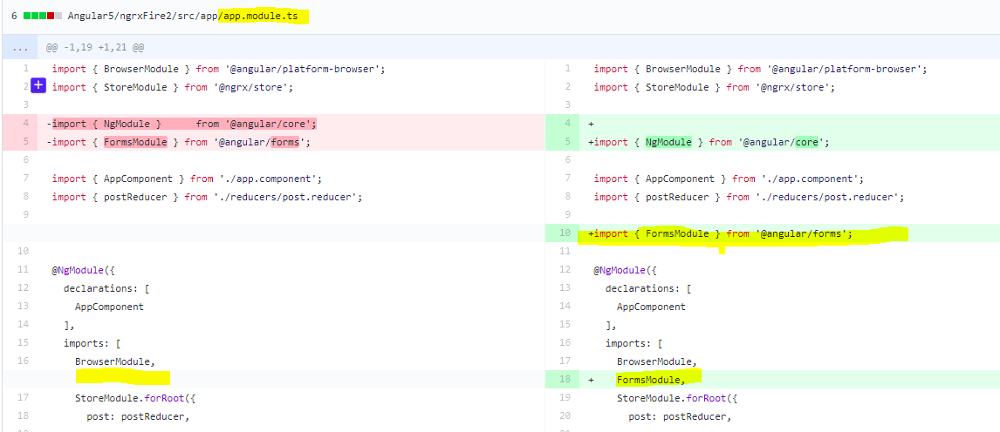 6 Angular5/ngrxFire2/src/app/app.module.ts
... @@ -1,19 +1,21 @@
1 import { BrowserModule } from '@angular/platform-browser';
2 + import { StoreModule } from '@ngrx/store';
3
4 -import { NgModule }      from '@angular/core';
5 -import { FormsModule } from '@angular/forms';
6
7 import { AppComponent } from './app.component';
8 import { postReducer } from './reducers/post.reducer';
9
10
11 @NgModule({
12 declarations: [
13 AppComponent
14 ],
15 imports: [
16 BrowserModule,
17 StoreModule.forRoot({
18 post: postReducer,
1 import { BrowserModule } from '@angular/platform-browser';
2 import { StoreModule } from '@ngrx/store';
3
4 +
5 +import { NgModule } from '@angular/core';
6
7 import { AppComponent } from './app.component';
8 import { postReducer } from './reducers/post.reducer';
9
10 +import { FormsModule } from '@angular/forms';
11
12 @NgModule({
13 declarations: [
14 AppComponent
15 ],
16 imports: [
17 BrowserModule,
18 + FormsModule,
19 StoreModule.forRoot({
20 post: postReducer,